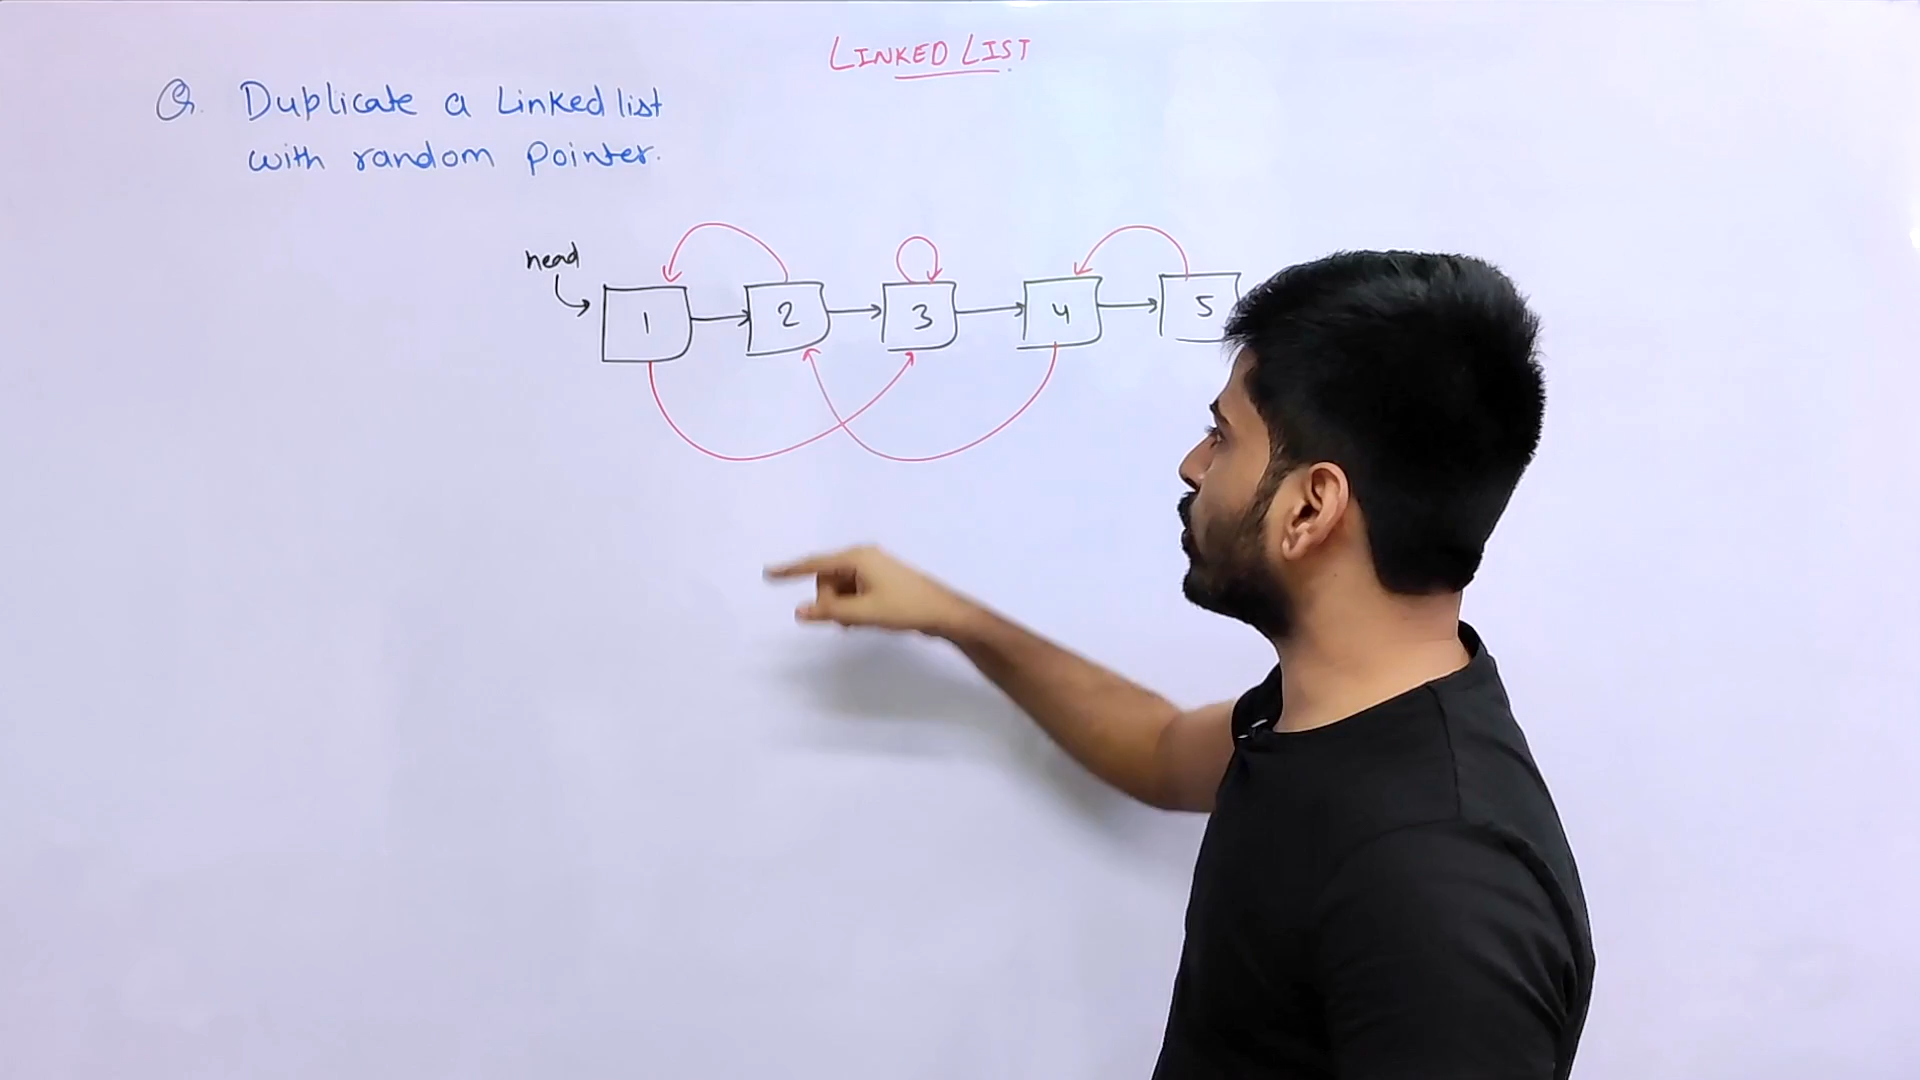 LINKED LIST
Q. Duplicate a Linked list
with random pointer.
head
1 2 3 4 5